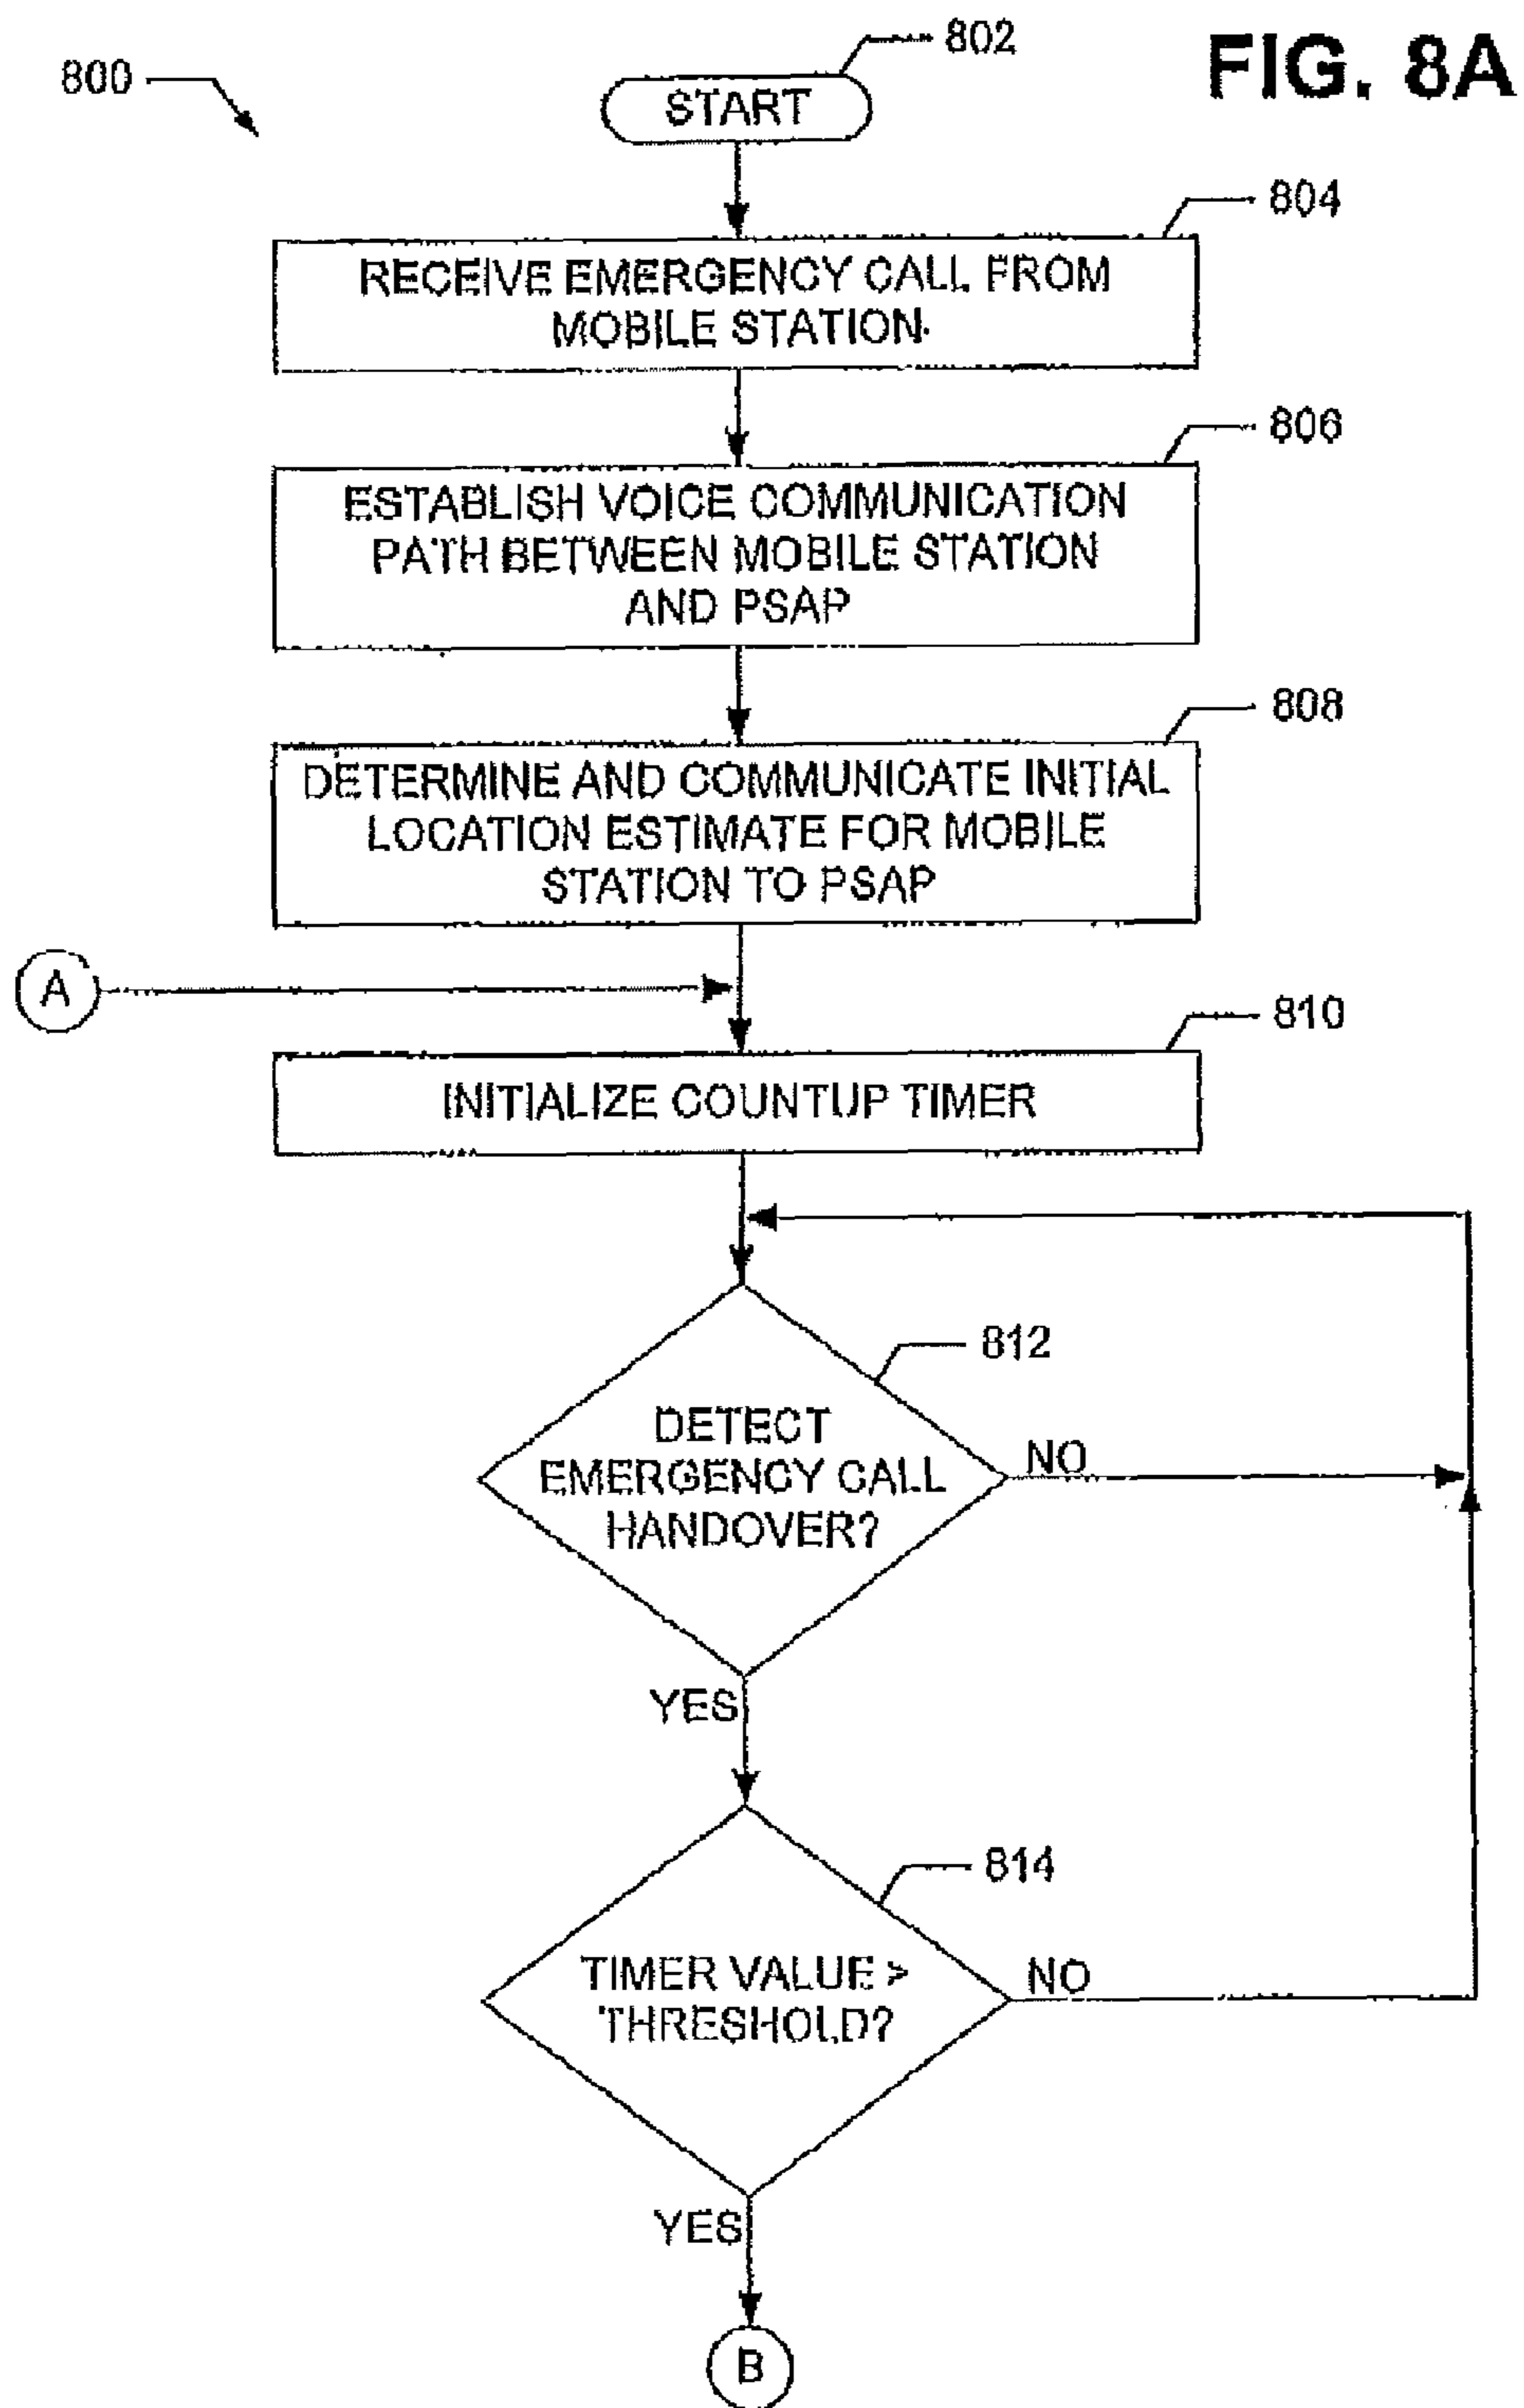 FIG. 8A
800
802
START
804
RECEIVE EMERGENCY CALL FROM
MOBILE STATION
806
ESTABLISH VOICE COMMUNICATION
PATH BETWEEN MOBILE STATION
AND PSAP
808
DETERMINE AND COMMUNICATE INITIAL
LOCATION ESTIMATE FOR MOBILE
STATION TO PSAP
A
810
INITIALIZE COUNTUP TIMER
812
DETECT
EMERGENCY CALL
HANDOVER?
NO
YES
814
TIMER VALUE >
THRESHOLD?
NO
YES
B